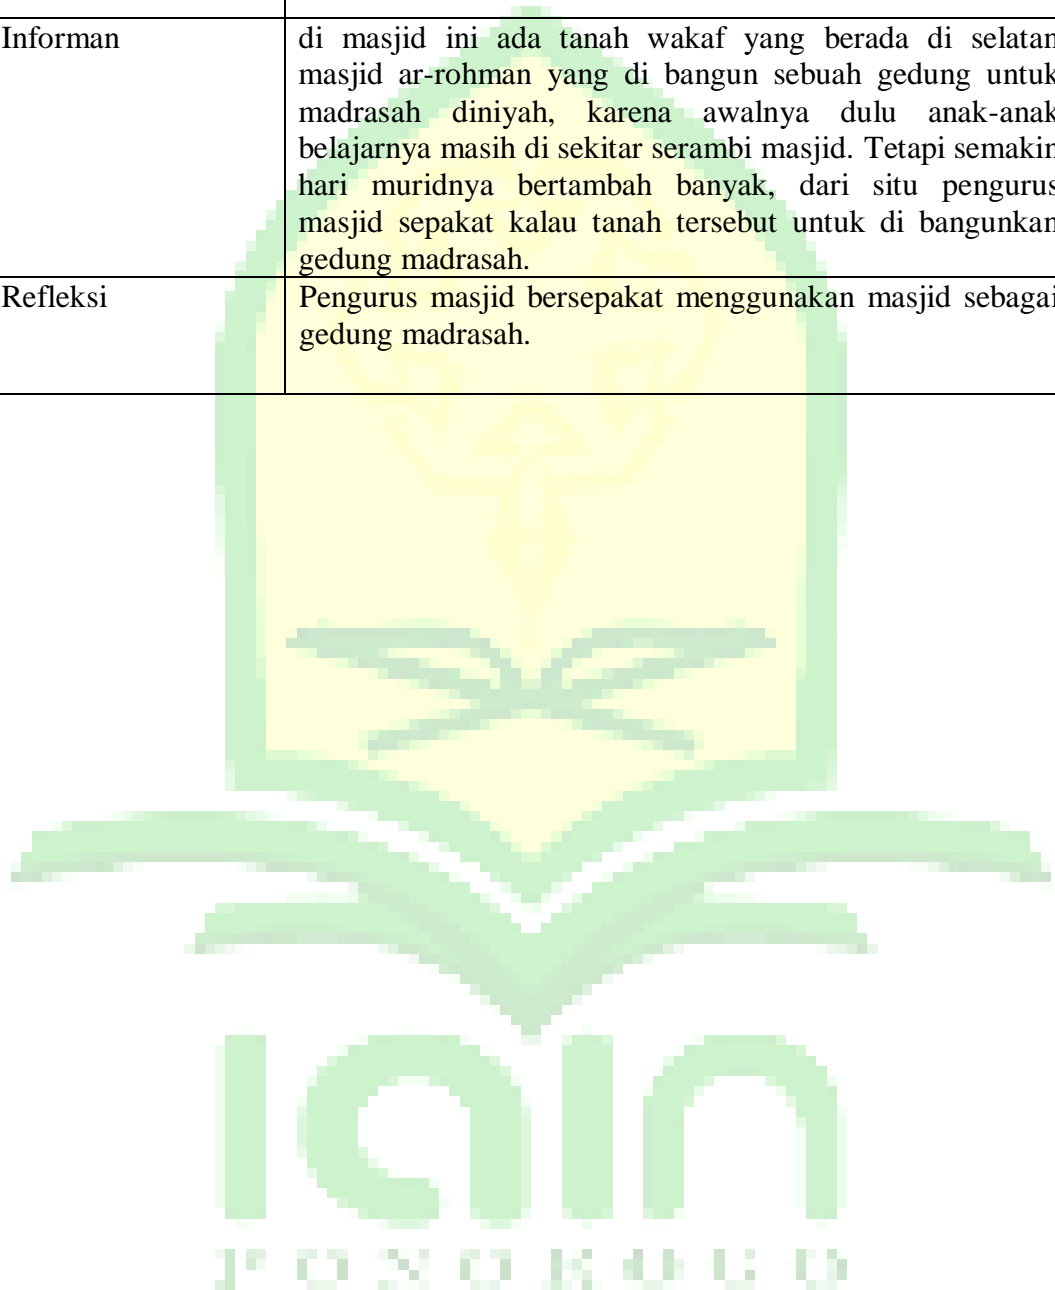 Informan
di masjid ini ada tanah wakaf yang berada di selatan
masjid ar-rohman yang di bangun sebuah gedung untuk
madrasah diniyah, karena awalnya dulu anak-anak
belajarnya masih di sekitar serambi masjid. Tetapi semakin
hari muridnya bertambah banyak, dari situ pengurus
masjid sepakat kalau tanah tersebut untuk di bangunkan
gedung madrasah.
Refleksi
Pengurus masjid bersepakat menggunakan masjid sebagai
gedung madrasah.
IAIN
PONOROGO